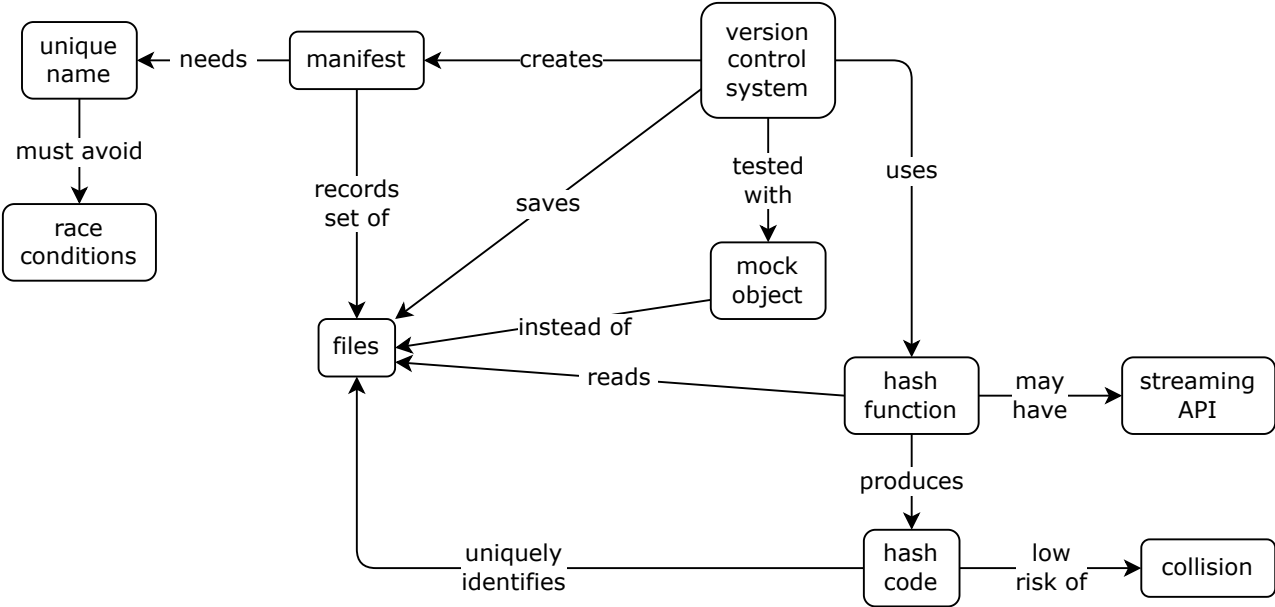 unique
name
needs
manifest
creates
version
control
system
must avoid
race
conditions
records
set of
saves
tested
with
uses
mock
object
files
instead of
reads
hash
function
may
have
streaming
API
produces
uniquely
identifies
hash
code
low
risk of
collision